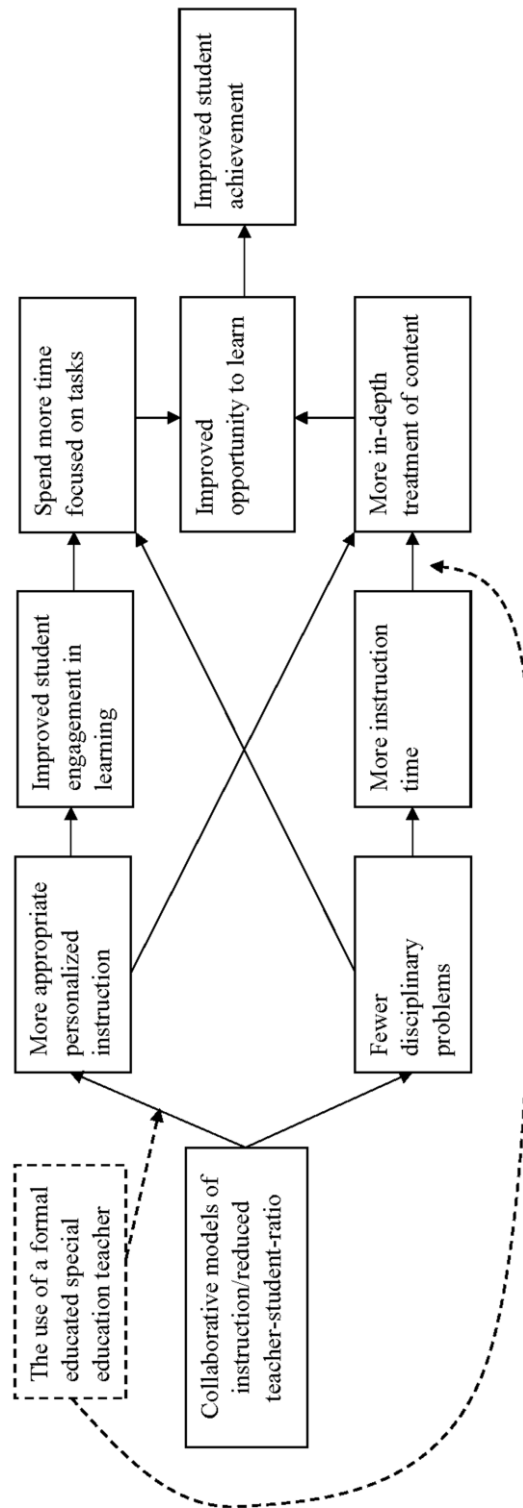 The use of a formal
educated special
education teacher
Collaborative models of
instruction/reduced
teacher-student-ratio
More appropriate
personalized
instruction
Fewer
disciplinary
problems
Improved student
engagement in
learning
More instruction
time
Spend more time
focused on tasks
Improved
opportunity to learn
More in-depth
treatment of content
Improved student
achievement